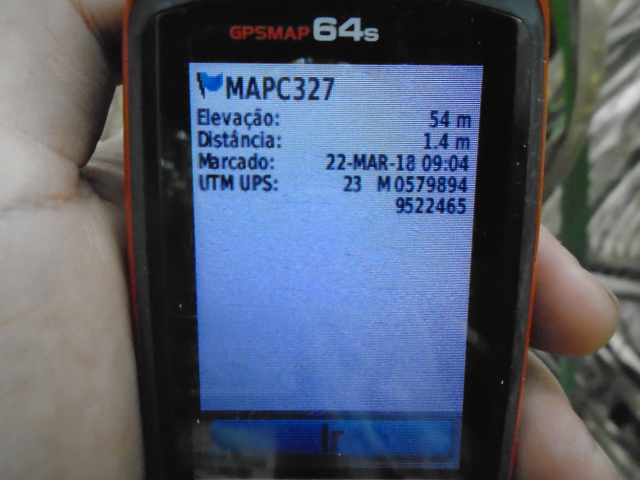 GPSMAP 64s
MAPC327
Elevação: 54 m
Distância: 1.4 m
Marcado: 22-MAR-18 09:04
UTM UPS: 23 M 0579894
9522465
Ir